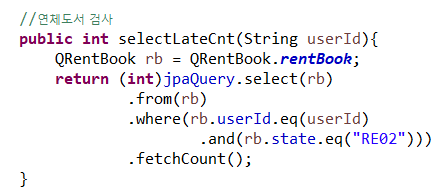 //연체도서 검사
public int selectLateCnt(String userId){
    QRentBook rb = QRentBook.rentBook;
    return (int)jpaQuery.select(rb)
            .from(rb)
            .where(rb.userId.eq(userId)
                    .and(rb.state.eq("RE02")))
            .fetchCount();
}